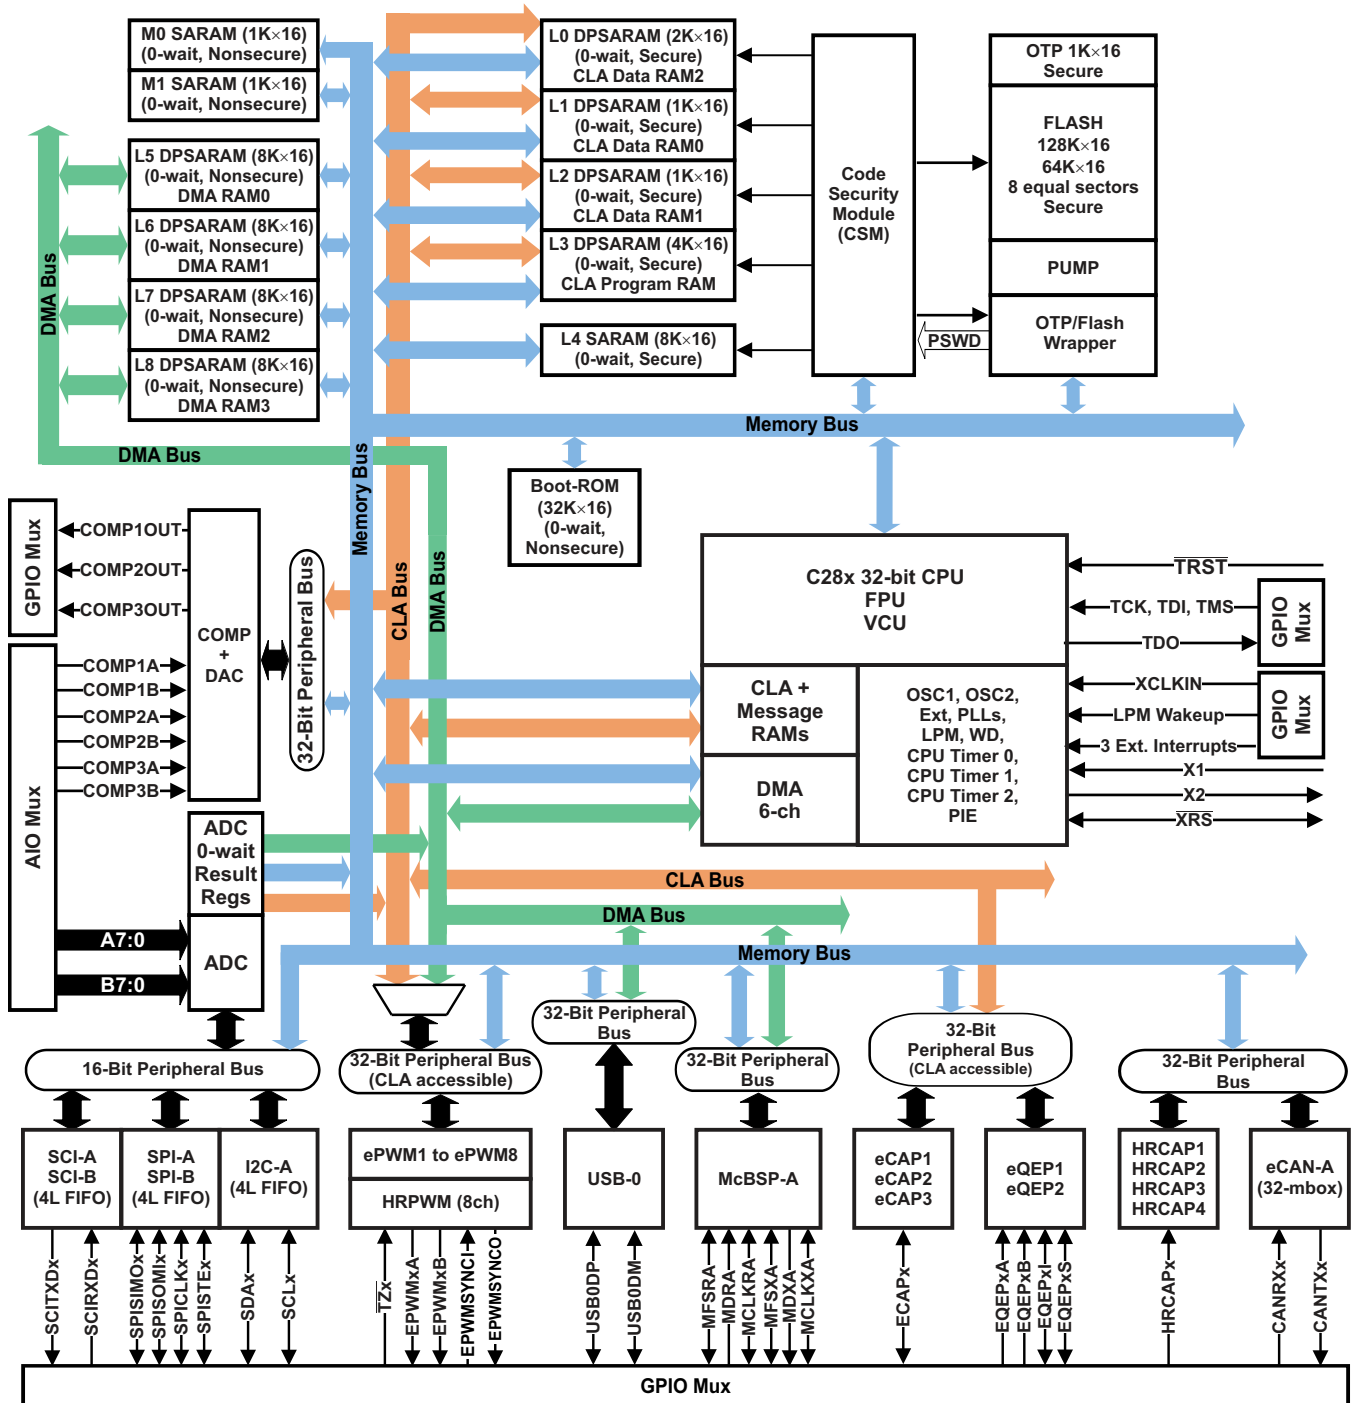 M0 SARAM (1K×16)
(0-wait, Nonsecure)
M1 SARAM (1K×16)
(0-wait, Nonsecure)
L5 DPSARAM (8K×16)
(0-wait, Nonsecure)
DMA RAM0
L6 DPSARAM (8K×16)
(0-wait, Nonsecure)
DMA RAM1
L7 DPSARAM (8K×16)
(0-wait, Nonsecure)
DMA RAM2
L8 DPSARAM (8K×16)
(0-wait, Nonsecure)
DMA RAM3
DMA Bus
L0 DPSARAM (2K×16)
(0-wait, Secure)
CLA Data RAM2
L1 DPSARAM (1K×16)
(0-wait, Secure)
CLA Data RAM0
L2 DPSARAM (1K×16)
(0-wait, Secure)
CLA Data RAM1
L3 DPSARAM (4K×16)
(0-wait, Secure)
CLA Program RAM
L4 SARAM (8K×16)
(0-wait, Secure)
Code
Security
Module
(CSM)
OTP 1K×16
Secure
FLASH
128K×16
64K×16
8 equal sectors
Secure
PUMP
OTP/Flash
Wrapper
PSWD
Memory Bus
DMA Bus
Memory Bus
CLA Bus
DMA Bus
Boot-ROM
(32K×16)
(0-wait,
Nonsecure)
GPIO Mux
COMP1OUT
COMP2OUT
COMP3OUT
COMP
+
DAC
32-Bit Peripheral Bus
AIO Mux
COMP1A
COMP1B
COMP2A
COMP2B
COMP3A
COMP3B
ADC
0-wait
Result
Regs
ADC
A7:0
B7:0
C28x 32-bit CPU
FPU
VCU
CLA +
Message
RAMs
DMA
6-ch
OSC1, OSC2,
Ext, PLLs,
LPM, WD,
CPU Timer 0,
CPU Timer 1,
CPU Timer 2,
PIE
TRST
TCK, TDI, TMS
TDO
GPIO
Mux
XCLKIN
LPM Wakeup
3 Ext. Interrupts
GPIO
Mux
X1
X2
XRS
CLA Bus
DMA Bus
Memory Bus
16-Bit Peripheral Bus
32-Bit Peripheral Bus
(CLA accessible)
32-Bit Peripheral
Bus
32-Bit Peripheral
Bus
32-Bit
Peripheral Bus
(CLA accessible)
32-Bit Peripheral
Bus
SCI-A
SCI-B
(4L FIFO)
SPI-A
SPI-B
(4L FIFO)
I2C-A
(4L FIFO)
ePWM1 to ePWM8
HRPWM (8ch)
USB-0
McBSP-A
eCAP1
eCAP2
eCAP3
eQEP1
eQEP2
HRCAP1
HRCAP2
HRCAP3
HRCAP4
eCAN-A
(32-mbox)
SCITXDx
SCIRXDx
SPISIMOx
SPISOMIx
SPICLKx
SPISTEx
SDAx
SCLx
TZx
EPWMxA
EPWMxB
EPWMSYNCI
EPWMSYNCO
USB0DP
USB0DM
MFSRA
MDRA
MCLKRA
MFSXA
MDXA
MCLKXA
ECAPx
EQEPxA
EQEPxB
EQEPxI
EQEPxS
HRCAPx
CANRXx
CANTXx
GPIO Mux